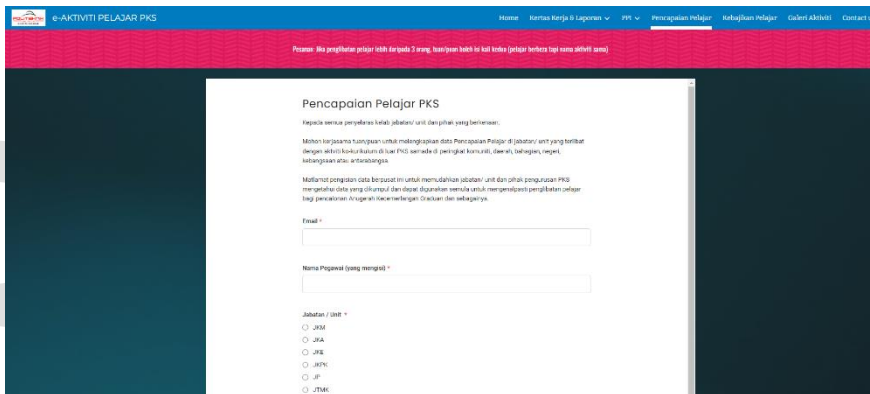 e-AKTIVITI PELAJAR PKS
Home Kertas Kerja & Laporan PPI Pencapaian Pelajar Kebajikan Pelajar Galeri Aktiviti Contact u
Pesanan: Jika penglibatan pelajar lebih daripada 3 orang, tuan/puan boleh isi kali kedua (pelajar berbeza tapi nama aktiviti sama)
Pencapaian Pelajar PKS
Kepada semua penyelaras kelab jabatan/ unit dan pihak yang berkenaan.
Mohon kerjasama tuan/puan untuk melengkapkan data Pencapaian Pelajar di jabatan/ unit yang terlibat
dengan aktiviti ko-kurikulum di luar PKS samada di peringkat komuniti, daerah, bahagian, negeri,
kebangsaan atau antarabangsa.
Matlamat pengisian data berpusat ini untuk memudahkan jabatan/ unit dan pihak pengurusan PKS
mengetahui data yang dikumpul dan dapat digunakan semula untuk mengenalpasti penglibatan pelajar
bagi pencalonan Anugerah Kecemerlangan Graduan dan sebagainya.
Email *
Nama Pegawai (yang mengisi) *
Jabatan / Unit *
JKM
JKA
JKE
JKPK
JP
JTMK